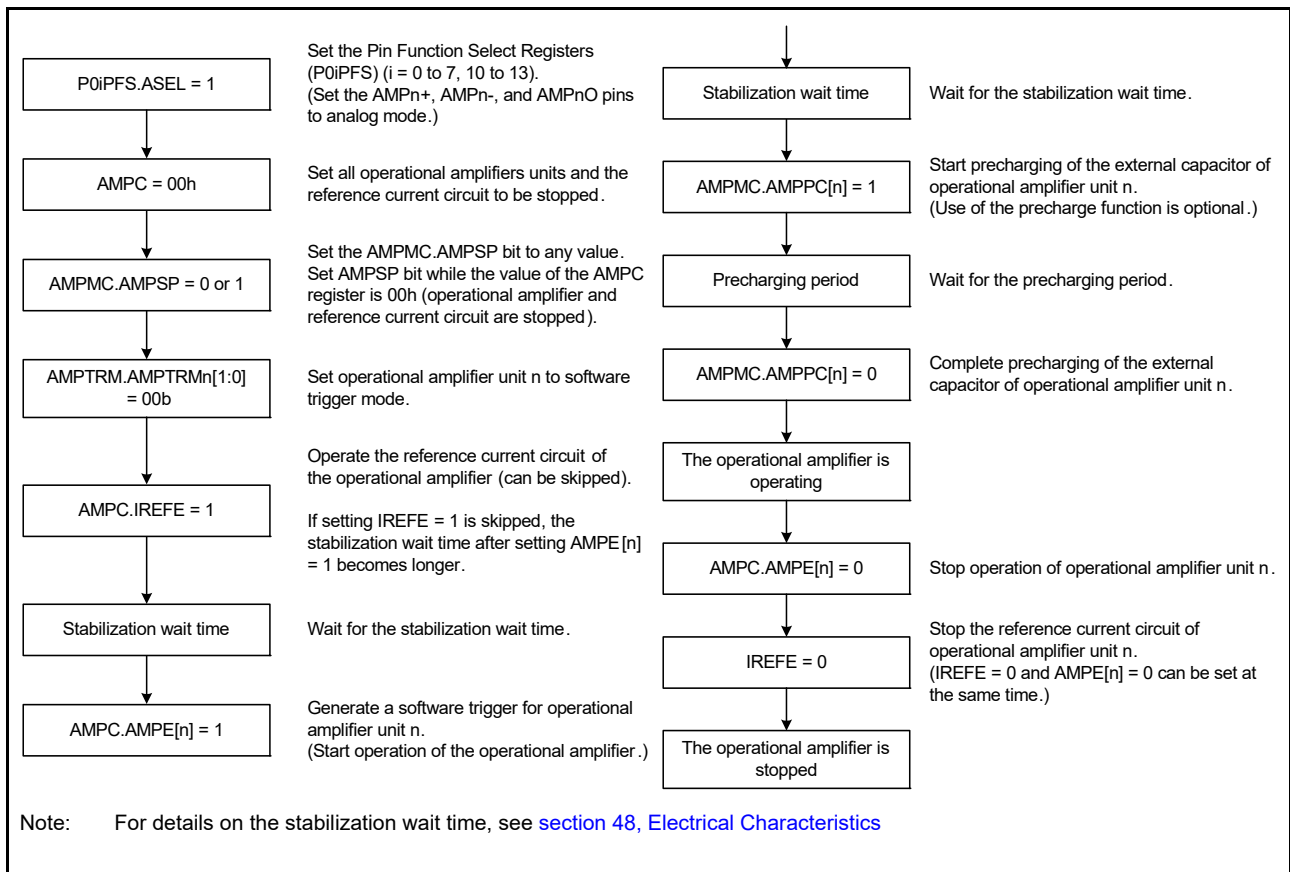 P0iPFS.ASEL = 1
Set the Pin Function Select Registers
(P0iPFS) (i = 0 to 7, 10 to 13).
(Set the AMPn+, AMPn-, and AMPnO pins
to analog mode.)
AMPC = 00h
Set all operational amplifiers units and the
reference current circuit to be stopped.
AMPMC.AMPSP = 0 or 1
Set the AMPMC.AMPSP bit to any value.
Set AMPSP bit while the value of the AMPC
register is 00h (operational amplifier and
reference current circuit are stopped).
AMPTRM.AMPTRMn[1:0]
= 00b
Set operational amplifier unit n to software
trigger mode.
AMPC.IREFE = 1
Operate the reference current circuit of
the operational amplifier (can be skipped).
If setting IREFE = 1 is skipped, the
stabilization wait time after setting AMPE[n]
= 1 becomes longer.
Stabilization wait time
Wait for the stabilization wait time.
AMPC.AMPE[n] = 1
Generate a software trigger for operational
amplifier unit n.
(Start operation of the operational amplifier.)
Stabilization wait time
Wait for the stabilization wait time.
AMPMC.AMPPC[n] = 1
Start precharging of the external capacitor of
operational amplifier unit n.
(Use of the precharge function is optional.)
Precharging period
Wait for the precharging period.
AMPMC.AMPPC[n] = 0
Complete precharging of the external
capacitor of operational amplifier unit n.
The operational amplifier is
operating
AMPC.AMPE[n] = 0
Stop operation of operational amplifier unit n.
IREFE = 0
Stop the reference current circuit of
operational amplifier unit n.
(IREFE = 0 and AMPE[n] = 0 can be set at
the same time.)
The operational amplifier is
stopped
Note: For details on the stabilization wait time, see section 48, Electrical Characteristics